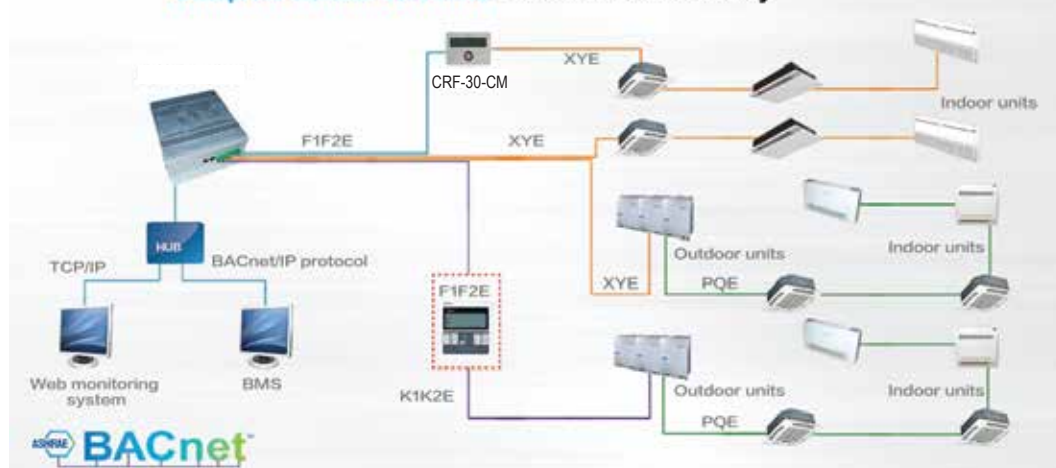 CRF-30-CM
XYE
Indoor units
F1F2E
XYE
HUB
TCP/IP
BACnet/IP protocol
Outdoor units
Indoor units
XYE
PQE
F1F2E
Web monitoring
system
BMS
K1K2E
Outdoor units
Indoor units
PQE
ASHRAE BACnet™